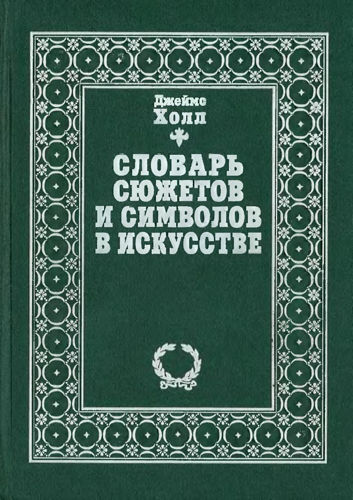 Джеймс
Холл
СЛОВАРЬ
СЮЖЕТОВ
И СИМВОЛОВ
В ИСКУССТВЕ